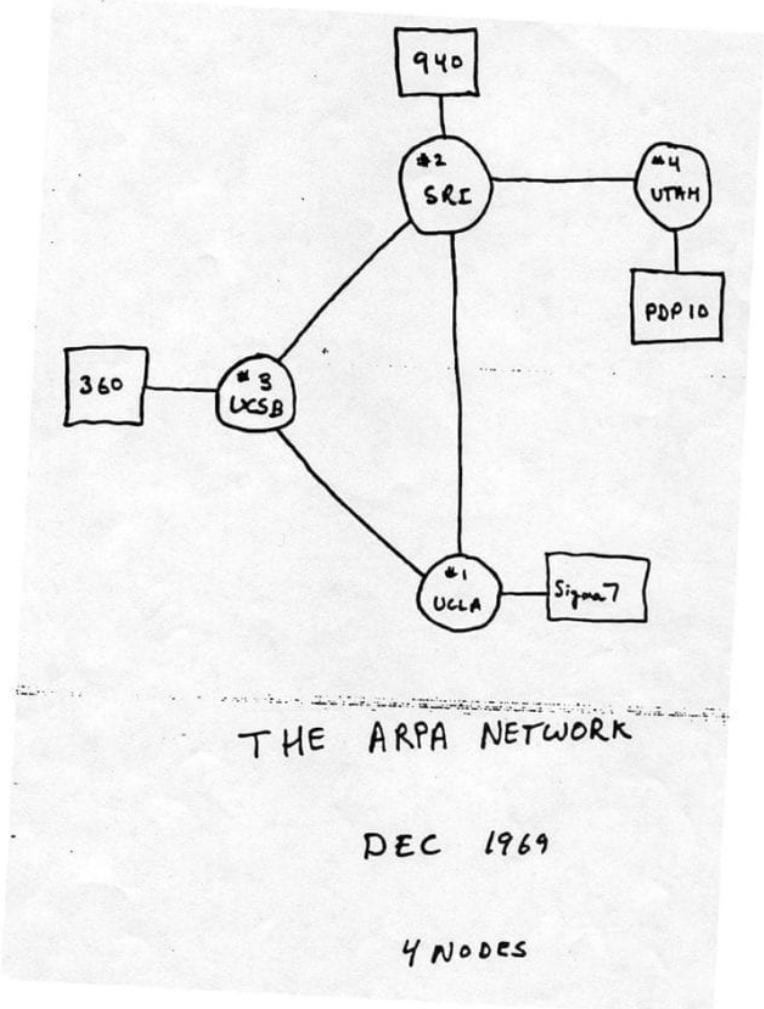 940
#2
SRI
#4
UTAH
PDP 10
360
#3
UCSB
#1
UCLA
Sigma 7
THE ARPA NETWORK
DEC 1969
4 NODES